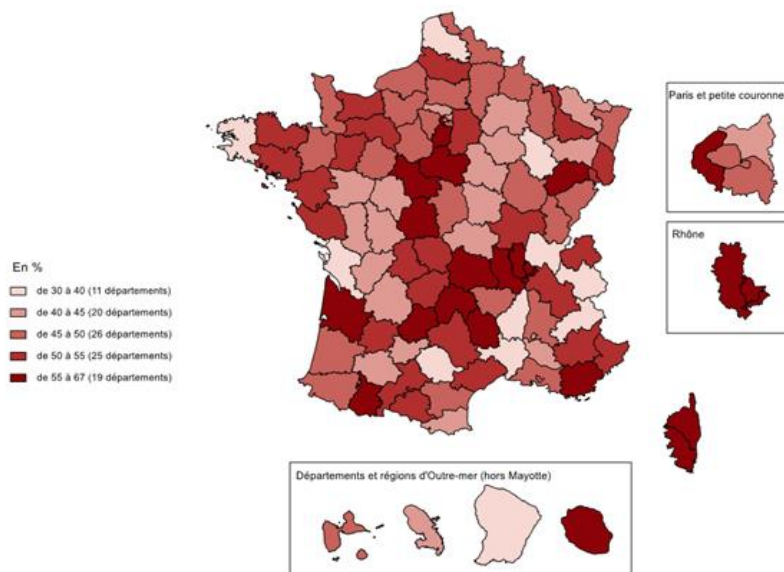 Paris et petite couronne
Rhône
En %
de 30 à 40 (11 départements)
de 40 à 45 (20 départements)
de 45 à 50 (26 départements)
de 50 à 55 (25 départements)
de 55 à 67 (19 départements)
Départements et régions d'Outre-mer (hors Mayotte)